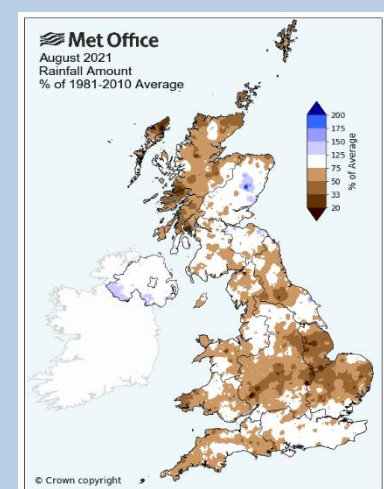 Met Office
August 2021
Rainfall Amount
% of 1981-2010 Average
200
175
150
125
75
50
33
20
% of Average
© Crown copyright